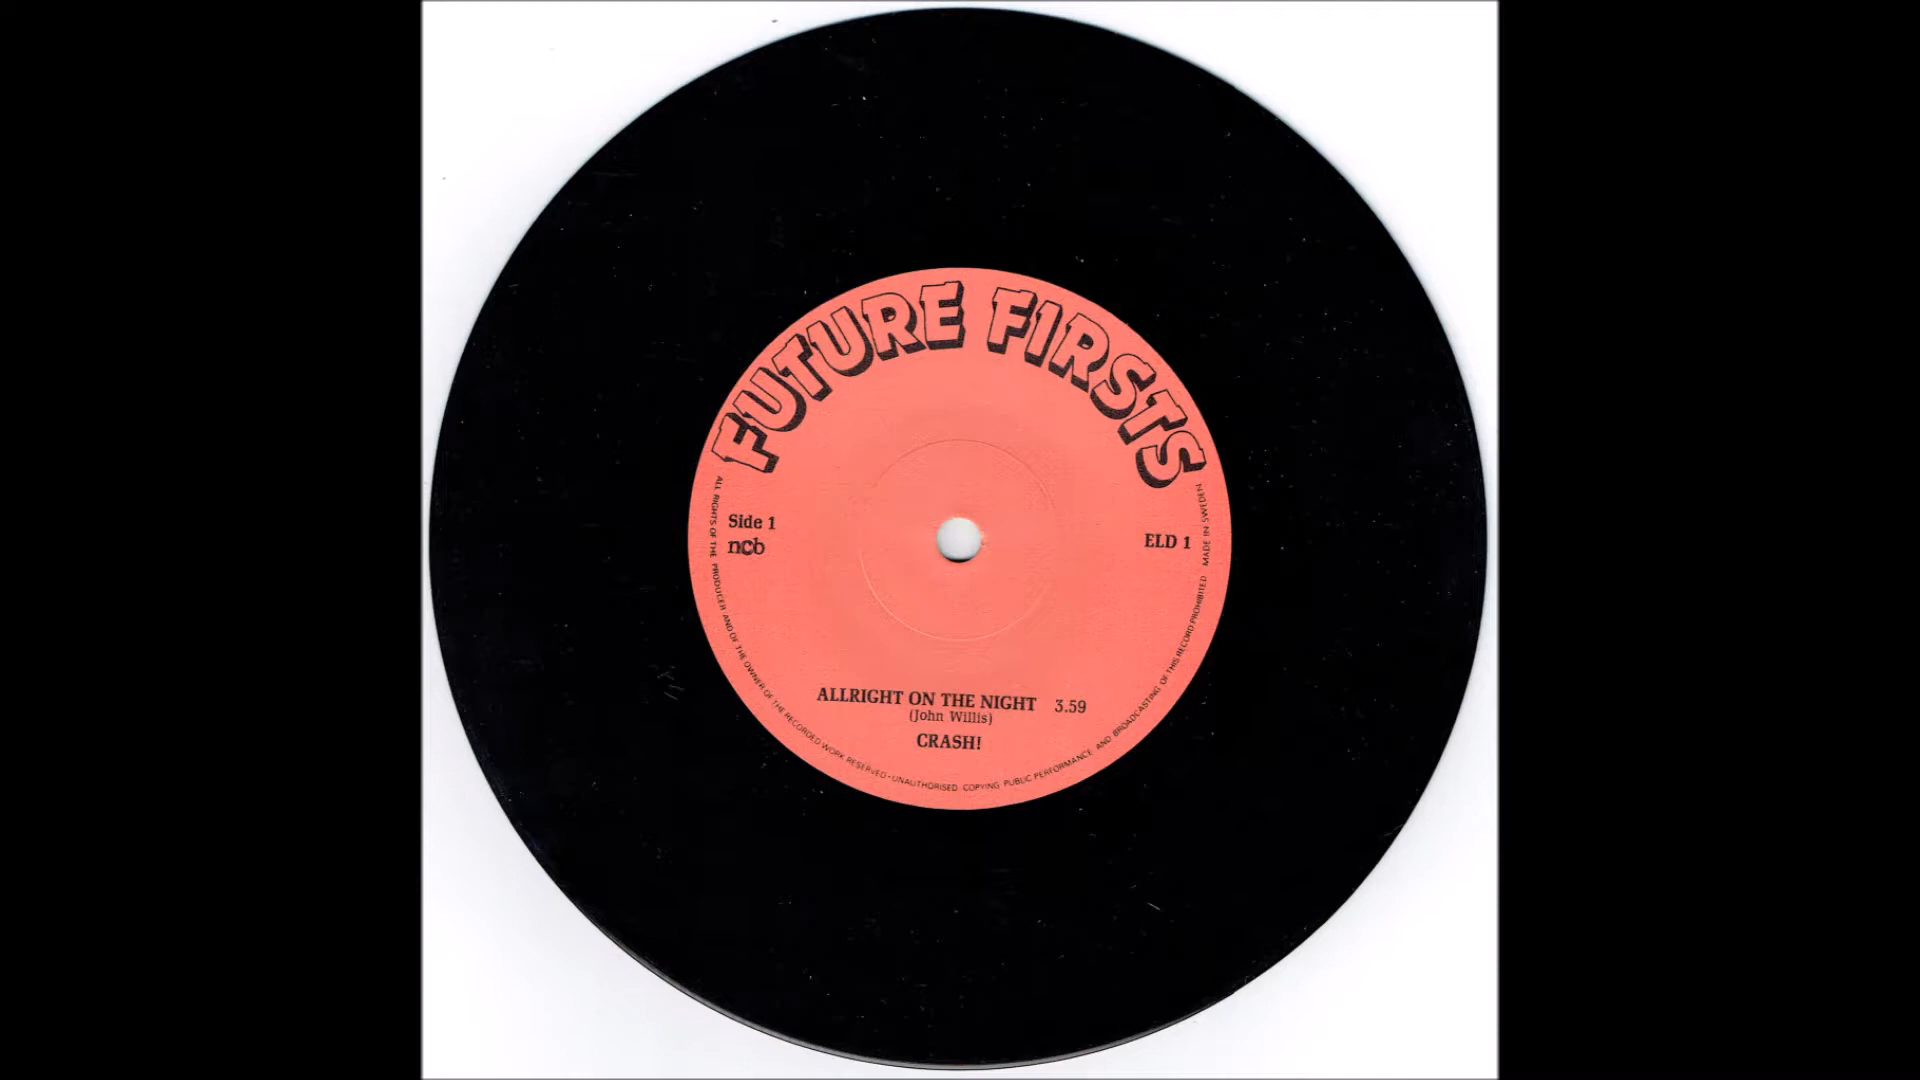 FUTURE FIRSTS
Side 1
ncb
ELD 1
ALLRIGHT ON THE NIGHT 3.59
(John Willis)
CRASH!
ALL RIGHTS OF THE PRODUCER AND OF THE OWNER OF THE RECORDED WORK RESERVED - UNAUTHORISED COPYING PUBLIC PERFORMANCE AND BROADCASTING OF THIS RECORD PROHIBITED MADE IN SWEDEN